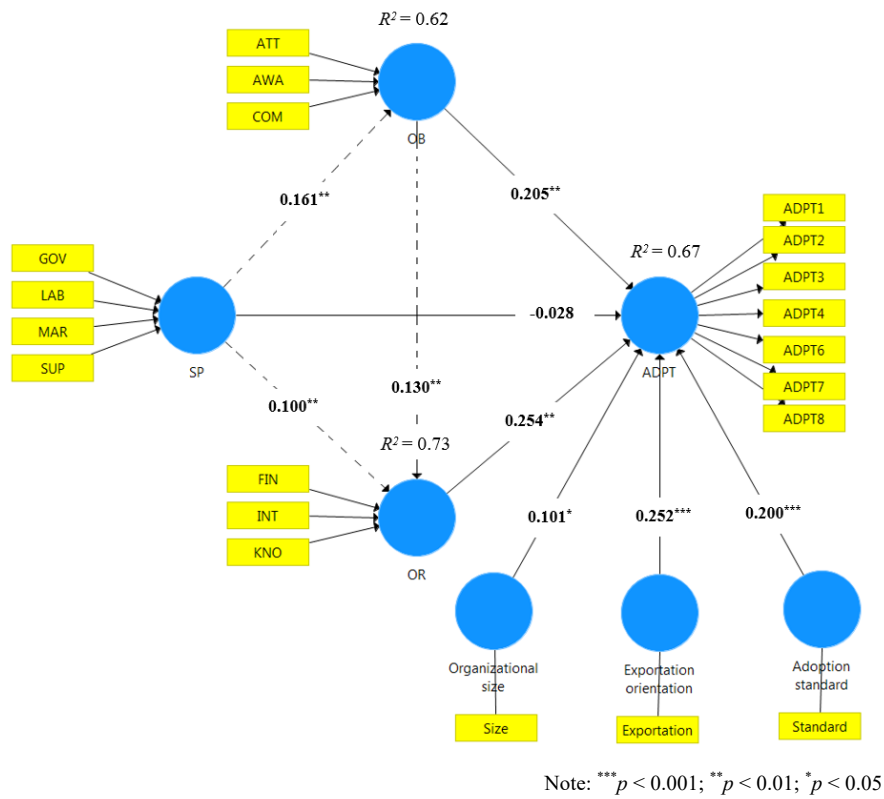 R² = 0.62
ATT
AWA
COM
OB
0.161**
0.205**
ADPT1
ADPT2
ADPT3
ADPT4
ADPT6
ADPT7
ADPT8
R² = 0.67
GOV
LAB
MAR
SUP
SP
-0.028
ADPT
0.100**
0.130**
0.254**
R² = 0.73
FIN
INT
KNO
OR
0.101*
0.252***
0.200***
Organizational
size
Exportation
orientation
Adoption
standard
Size
Exportation
Standard
Note: ***p < 0.001; **p < 0.01; *p < 0.05